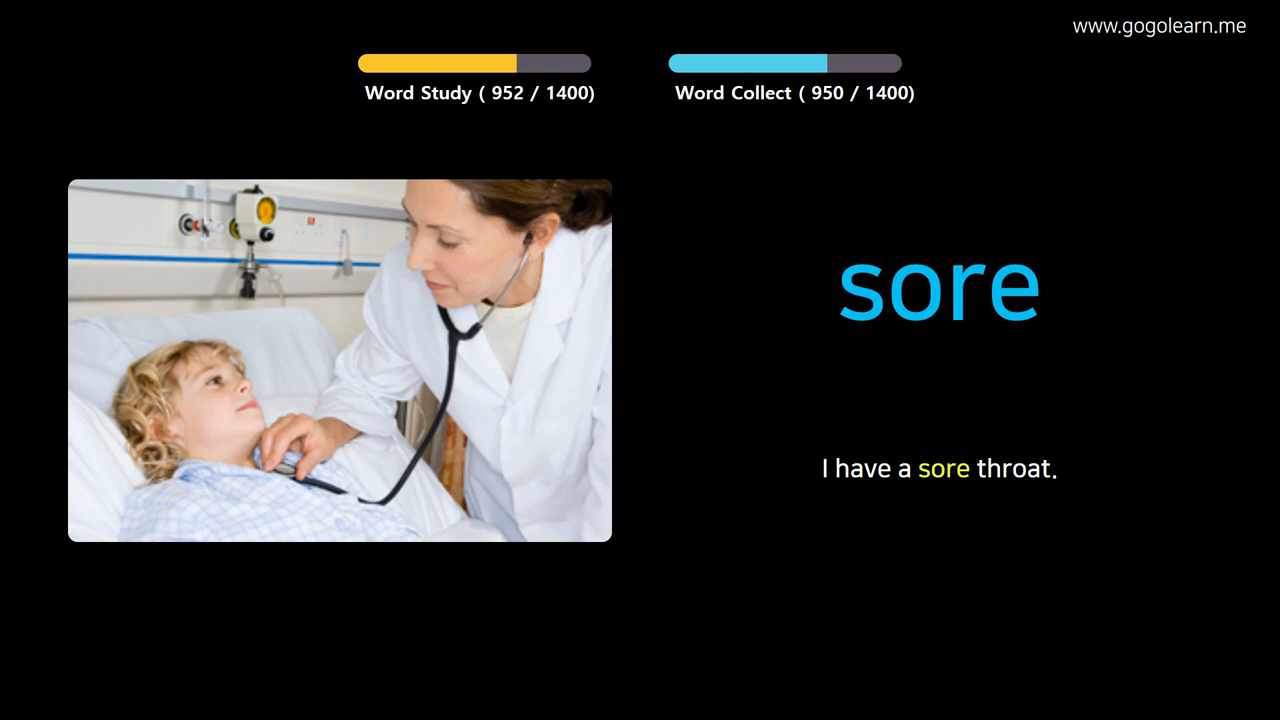 www.gogolearn.me
Word Study ( 952 / 1400)
Word Collect ( 950 / 1400)
sore
I have a sore throat.